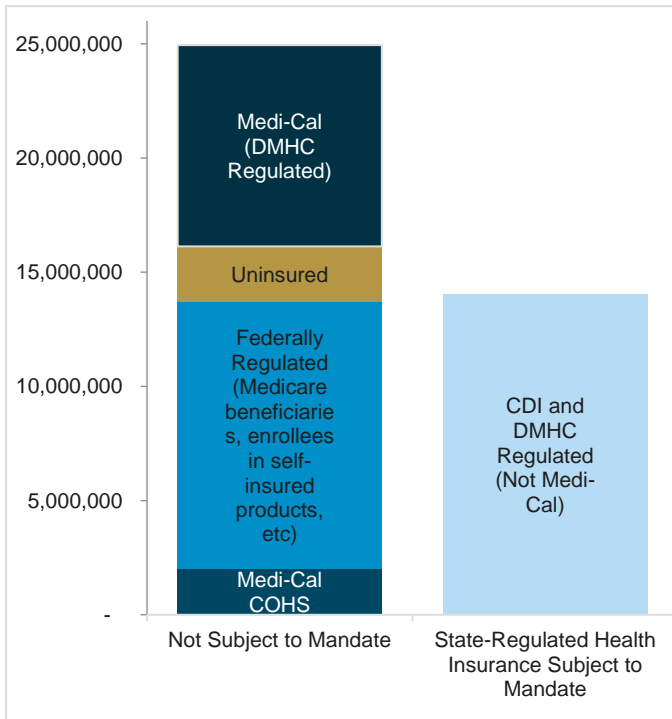 25,000,000
20,000,000
15,000,000
10,000,000
5,000,000
-
Medi-Cal
(DMHC
Regulated)
Uninsured
Federally
Regulated
(Medicare
beneficiarie
s, enrollees
in self-
insured
products,
etc)
Medi-Cal
COHS
CDI and
DMHC
Regulated
(Not Medi-
Cal)
Not Subject to Mandate
State-Regulated Health
Insurance Subject to
Mandate